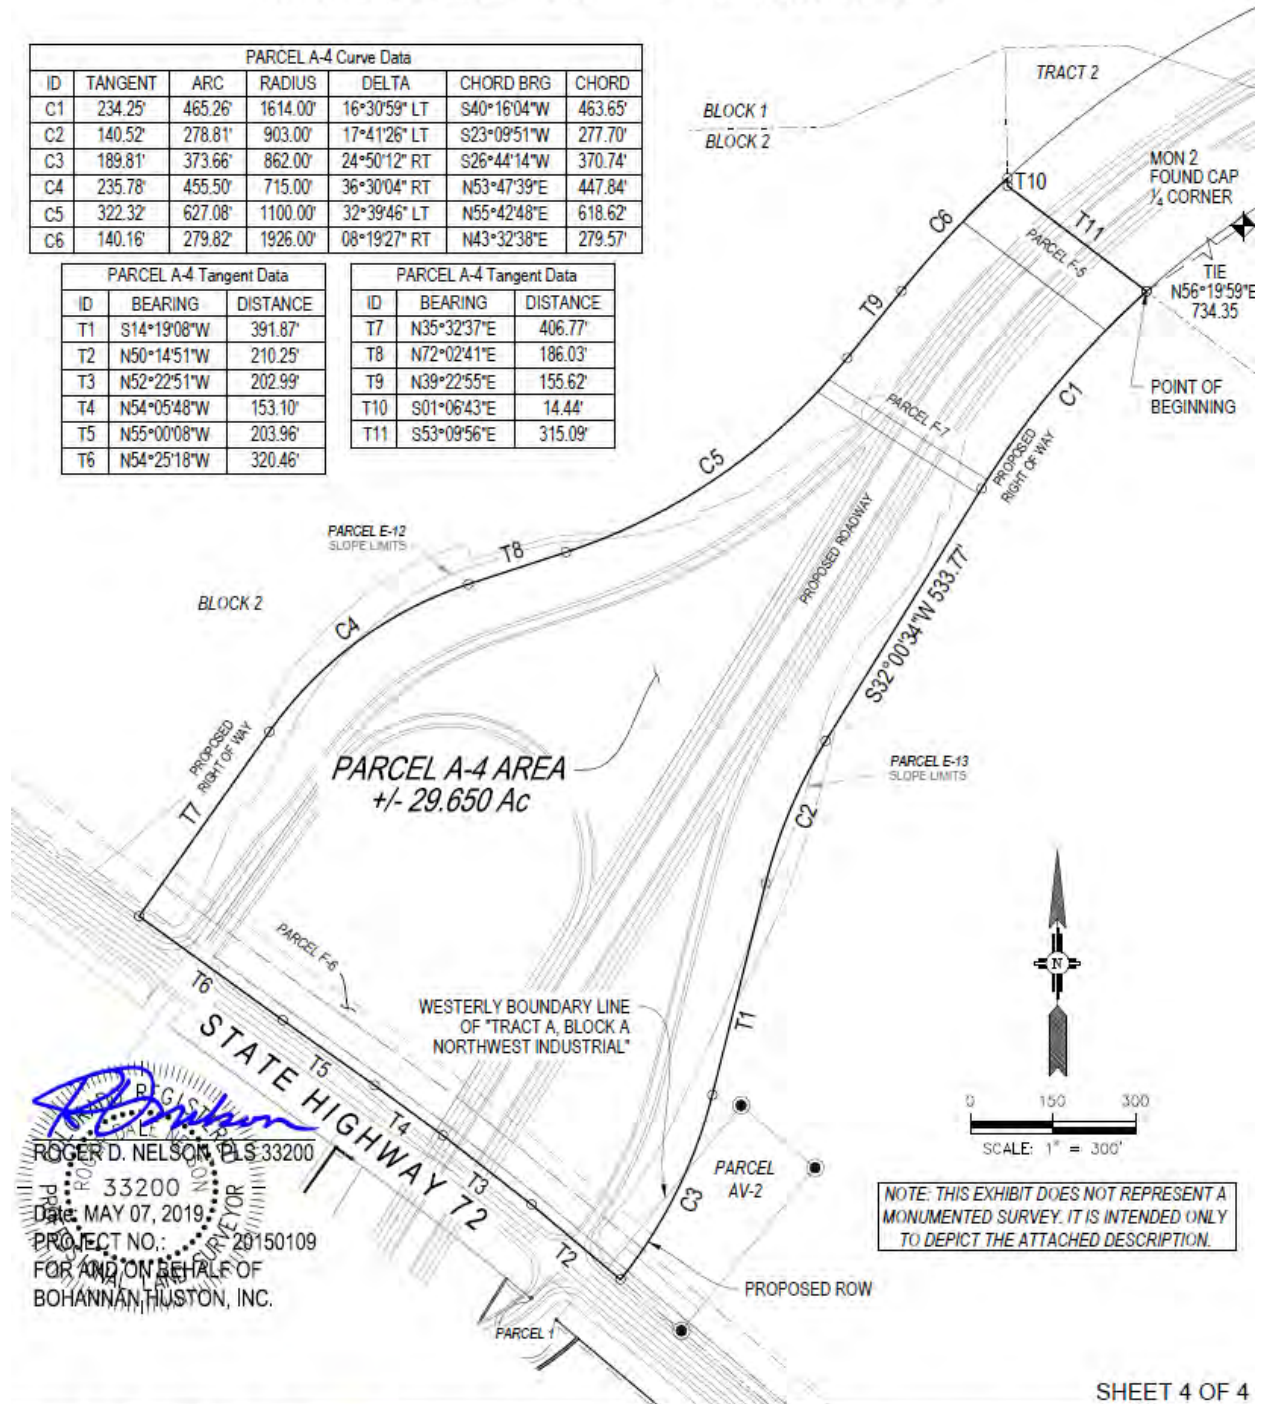 PARCEL A-4 Curve Data
ID TANGENT ARC RADIUS DELTA CHORD BRG CHORD
C1 234.25' 465.26' 1614.00' 16°30'59" LT S40°16'04"W 463.65'
C2 140.52' 278.81' 903.00' 17°41'26" LT S23°09'51"W 277.70'
C3 189.81' 373.66' 862.00' 24°50'12" RT S26°44'14"W 370.74'
C4 235.78' 455.50' 715.00' 36°30'04" RT N53°47'39"E 447.84'
C5 322.32' 627.08' 1100.00' 32°39'46" LT N55°42'48"E 618.62'
C6 140.16' 279.82' 1926.00' 08°19'27" RT N43°32'38"E 279.57'
PARCEL A-4 Tangent Data
ID BEARING DISTANCE
T1 S14°19'08"W 391.87'
T2 N50°14'51"W 210.25'
T3 N52°22'51"W 202.99'
T4 N54°05'48"W 153.10'
T5 N55°00'08"W 203.96'
T6 N54°25'18"W 320.46'
PARCEL A-4 Tangent Data
ID BEARING DISTANCE
T7 N35°32'37"E 406.77'
T8 N72°02'41"E 186.03'
T9 N39°22'55"E 155.62'
T10 S01°06'43"E 14.44'
T11 S53°09'56"E 315.09'
TRACT 2
BLOCK 1
BLOCK 2
MON 2
FOUND CAP
¼ CORNER
T10
T11
C6
PARCEL F-5
TIE
N56°19'59"E
734.35
T9
POINT OF
BEGINNING
C1
PARCEL F-7
PROPOSED
RIGHT OF WAY
C5
PROPOSED ROADWAY
PARCEL E-12
SLOPE LIMITS
T8
BLOCK 2
C4
S32°00'34"W 533.77'
PROPOSED
RIGHT OF WAY
PARCEL A-4 AREA
+/- 29.650 Ac
PARCEL E-13
SLOPE LIMITS
T7
C2
PARCEL F-6
T6
WESTERLY BOUNDARY LINE
OF "TRACT A, BLOCK A
NORTHWEST INDUSTRIAL"
T1
N
STATE HIGHWAY 72
T5
T4
T3
T2
0 150 300
SCALE: 1" = 300'
PARCEL
AV-2
C3
NOTE: THIS EXHIBIT DOES NOT REPRESENT A
MONUMENTED SURVEY. IT IS INTENDED ONLY
TO DEPICT THE ATTACHED DESCRIPTION.
PROPOSED ROW
PARCEL 1
COLORADO REGISTERED
ROGER DALE NELSON
33200
PROFESSIONAL LAND SURVEYOR
ROGER D. NELSON, PLS 33200
Date: MAY 07, 2019
PROJECT NO.: 20150109
FOR AND ON BEHALF OF
BOHANNAN HUSTON, INC.
SHEET 4 OF 4